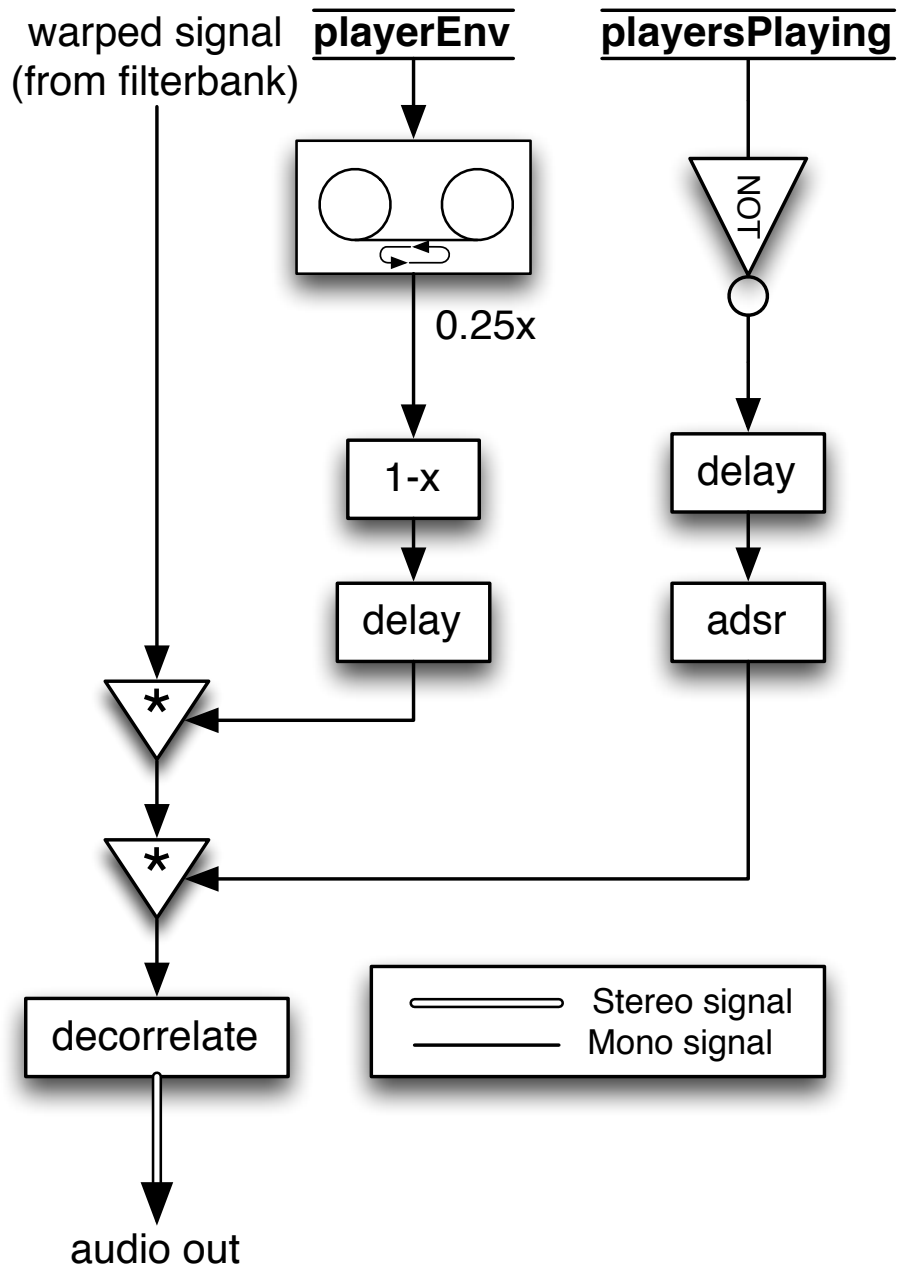 warped signal
(from filterbank)
playerEnv
playersPlaying
NOT
0.25x
1-x
delay
delay
adsr
*
*
decorrelate
Stereo signal
Mono signal
audio out